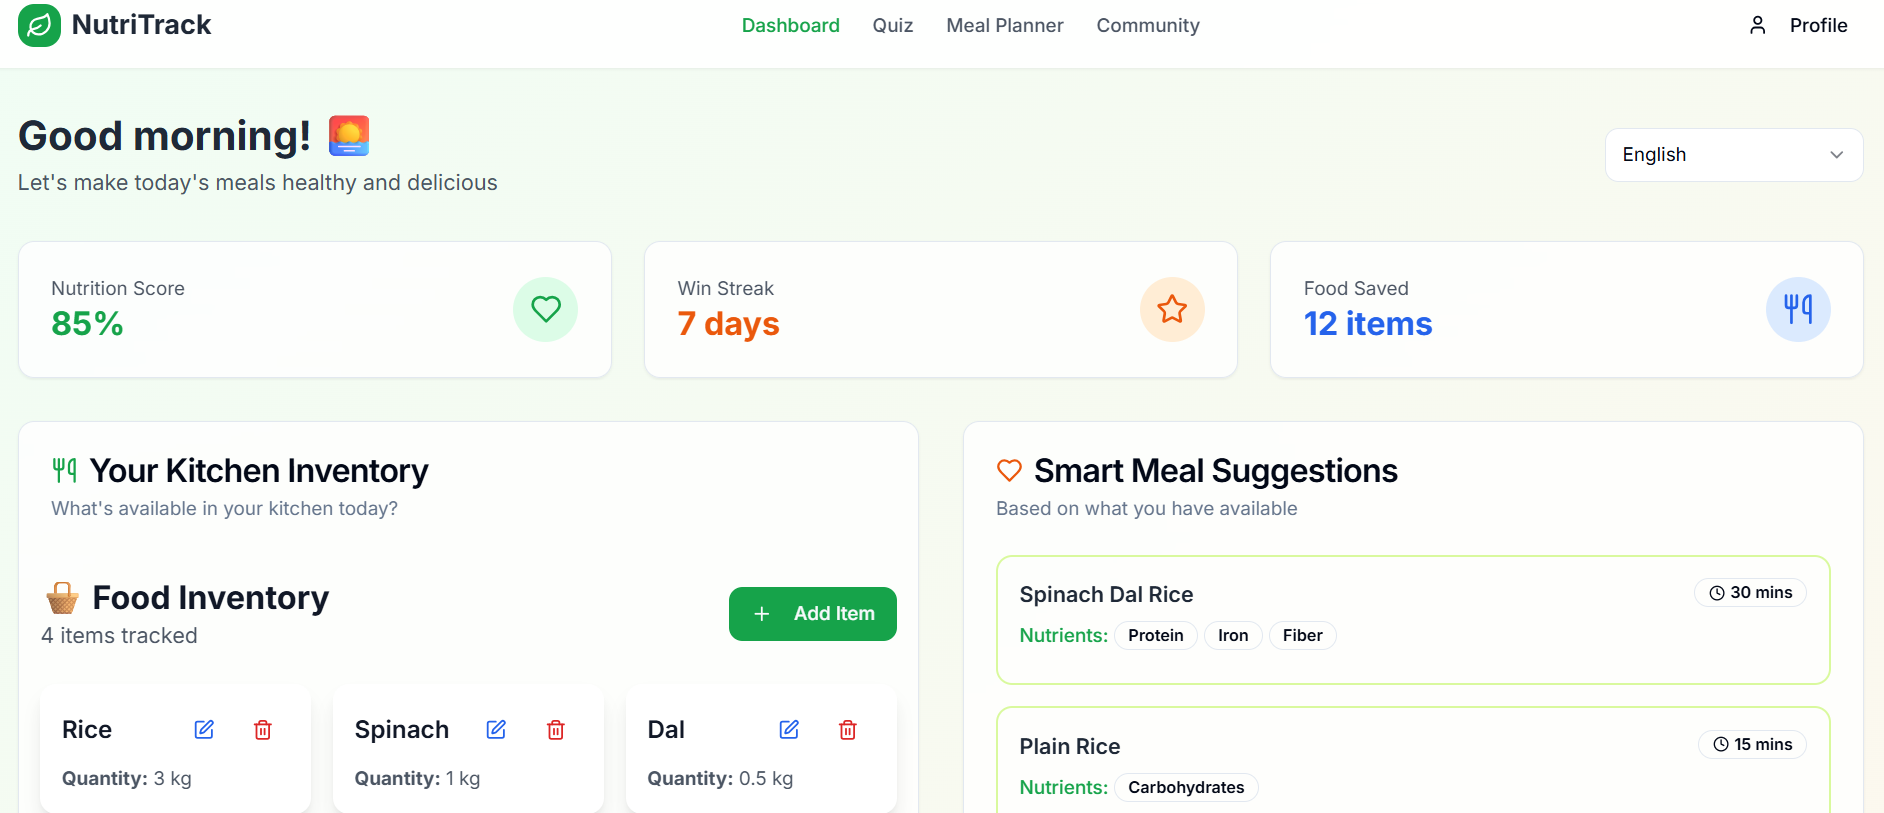 NutriTrack
Dashboard Quiz Meal Planner Community
Profile
Good morning!
Let's make today's meals healthy and delicious
English
Nutrition Score
85%
Win Streak
7 days
Food Saved
12 items
Your Kitchen Inventory
What's available in your kitchen today?
Food Inventory
4 items tracked
Add Item
Rice
Quantity: 3 kg
Spinach
Quantity: 1 kg
Dal
Quantity: 0.5 kg
Smart Meal Suggestions
Based on what you have available
Spinach Dal Rice
30 mins
Nutrients: Protein Iron Fiber
Plain Rice
15 mins
Nutrients: Carbohydrates